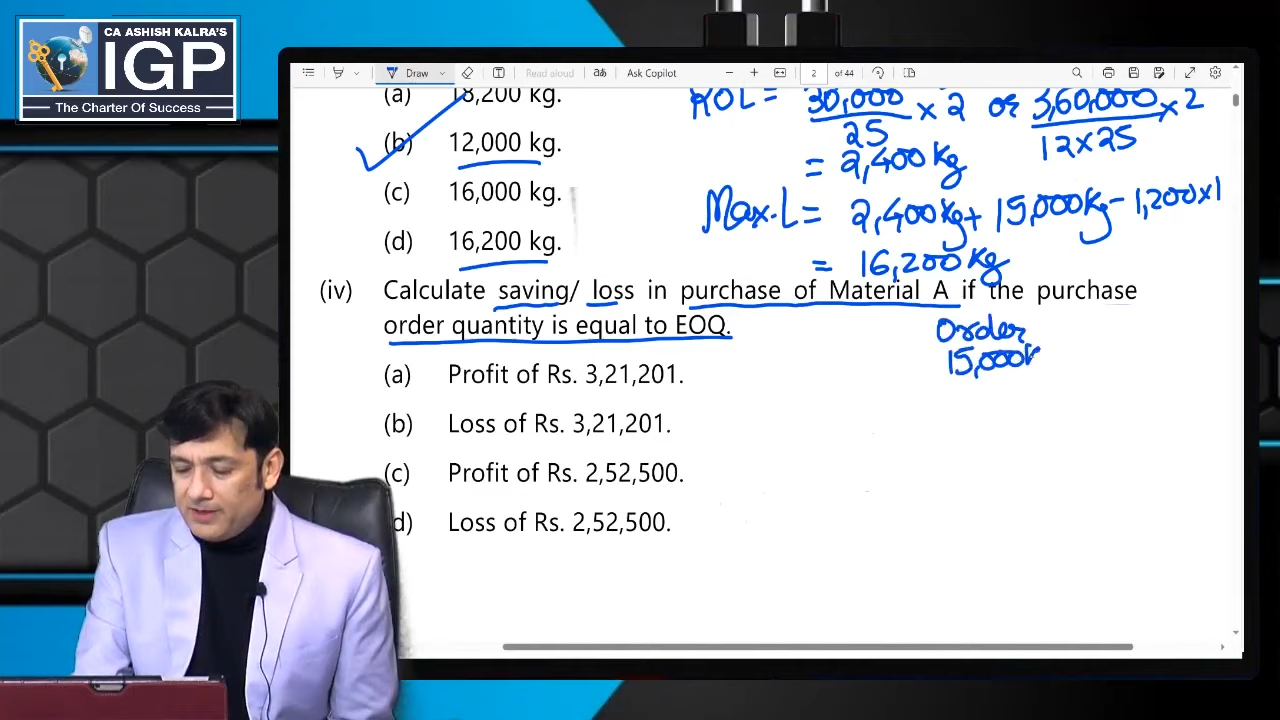 CA ASHISH KALRA'S
IGP
The Charter Of Success
Draw
Read aloud
Ask Copilot
2 of 44
(a) 18,200 kg.
(b) 12,000 kg.
(c) 16,000 kg.
(d) 16,200 kg.
ROL = 30,000/25 × 2 or 3,60,000/12×25 × 2
= 2,400 Kg
Max.L = 2,400 Kg + 15,000 Kg - 1,200×1
= 16,200 Kg
(iv) Calculate saving/ loss in purchase of Material A if the purchase
order quantity is equal to EOQ.
Order
15,000
(a) Profit of Rs. 3,21,201.
(b) Loss of Rs. 3,21,201.
(c) Profit of Rs. 2,52,500.
d) Loss of Rs. 2,52,500.